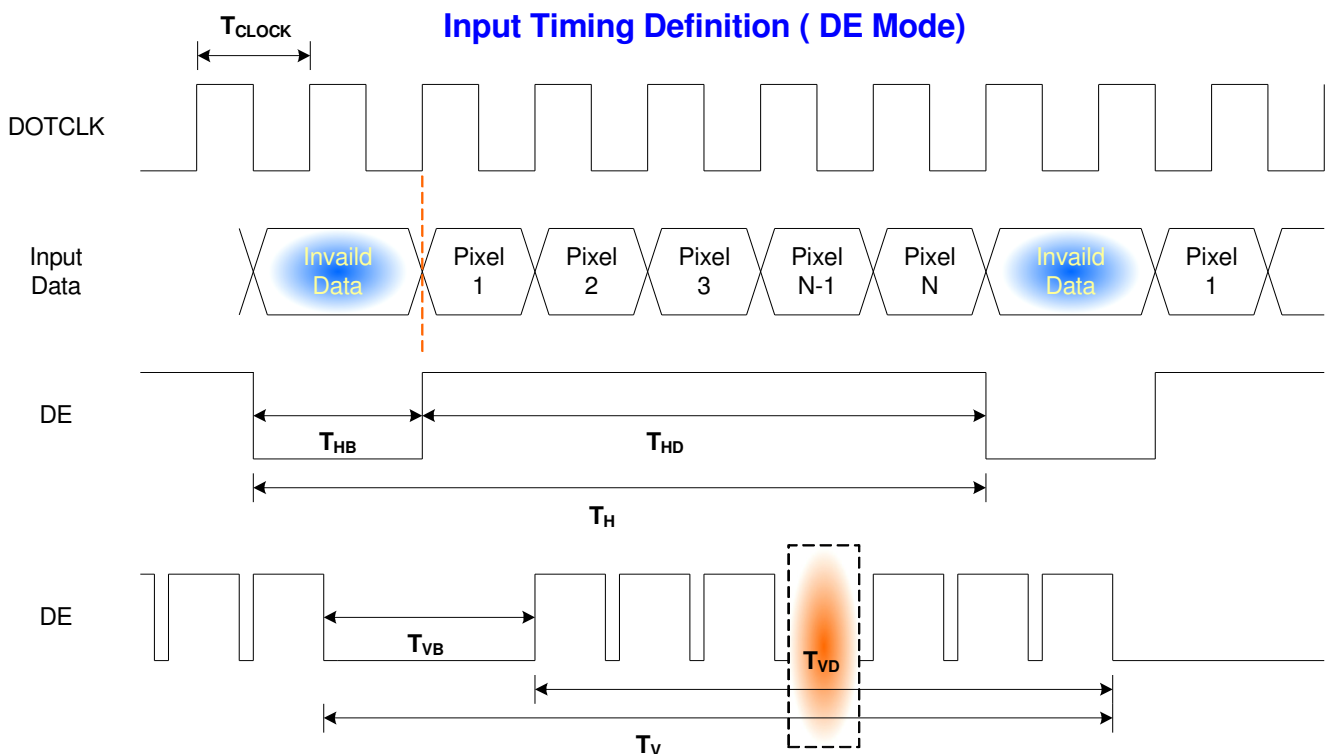 Input Timing Definition ( DE Mode)
TCLOCK
DOTCLK
Input
Data
Invaild
Data
Pixel
1
Pixel
2
Pixel
3
Pixel
N-1
Pixel
N
Invaild
Data
Pixel
1
DE
THB
THD
TH
DE
TVB
TVD
TV